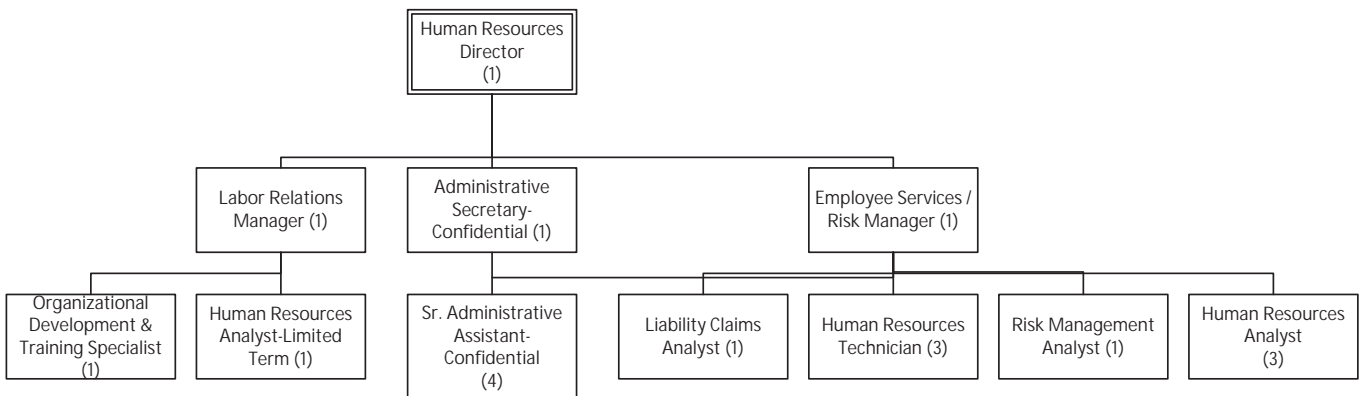 Human Resources
Director
(1)
Labor Relations
Manager (1)
Administrative
Secretary-
Confidential (1)
Employee Services /
Risk Manager (1)
Organizational
Development &
Training Specialist
(1)
Human Resources
Analyst-Limited
Term (1)
Sr. Administrative
Assistant-
Confidential
(4)
Liability Claims
Analyst (1)
Human Resources
Technician (3)
Risk Management
Analyst (1)
Human Resources
Analyst
(3)